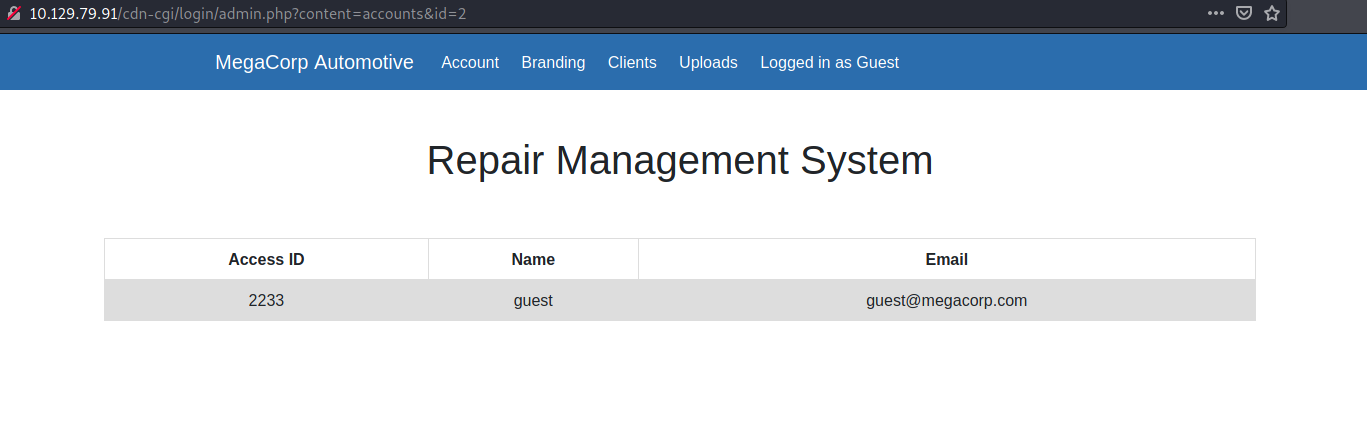 10.129.79.91/cdn-cgi/login/admin.php?content=accounts&id=2
MegaCorp Automotive Account Branding Clients Uploads Logged in as Guest
Repair Management System
Access ID Name Email
2233 guest guest@megacorp.com